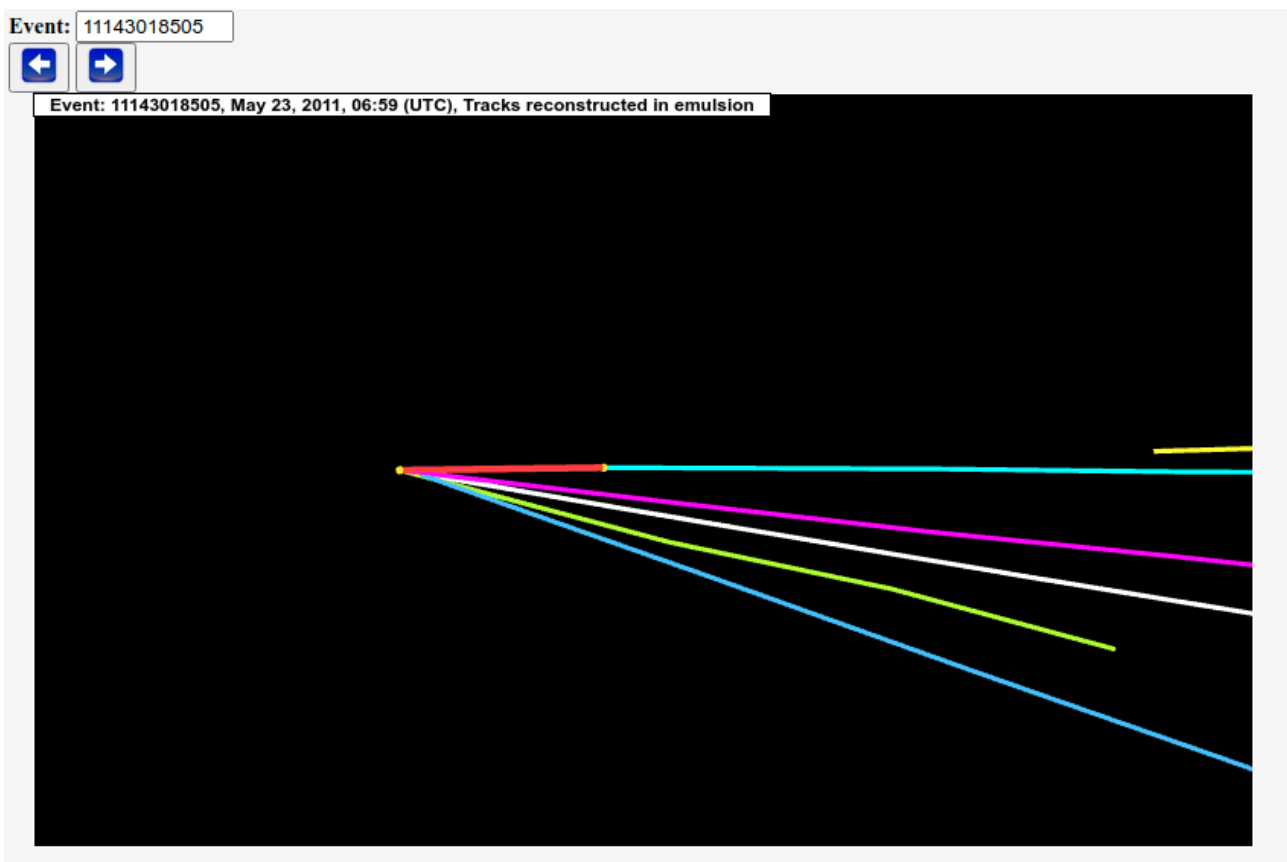 Event: 11143018505
Event: 11143018505, May 23, 2011, 06:59 (UTC), Tracks reconstructed in emulsion